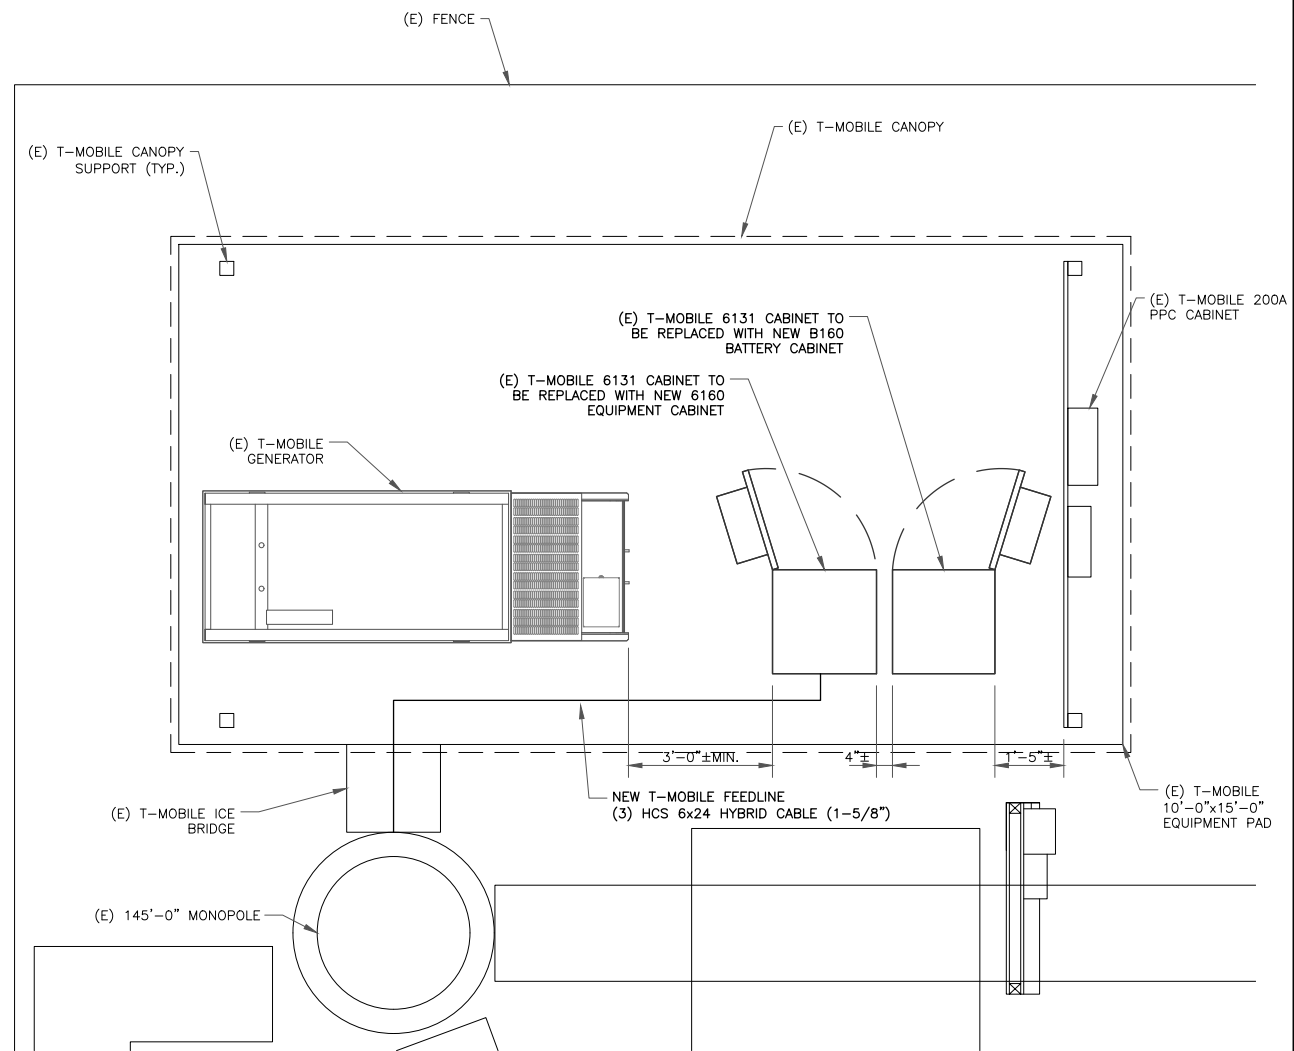 (E) FENCE
(E) T-MOBILE CANOPY
(E) T-MOBILE CANOPY
SUPPORT (TYP.)
(E) T-MOBILE 200A
PPC CABINET
(E) T-MOBILE 6131 CABINET TO
BE REPLACED WITH NEW B160
BATTERY CABINET
(E) T-MOBILE 6131 CABINET TO
BE REPLACED WITH NEW 6160
EQUIPMENT CABINET
(E) T-MOBILE
GENERATOR
3'-0"±MIN.
4"±
1'-5"±
NEW T-MOBILE FEEDLINE
(3) HCS 6x24 HYBRID CABLE (1-5/8")
(E) T-MOBILE
10'-0"x15'-0"
EQUIPMENT PAD
(E) T-MOBILE ICE
BRIDGE
(E) 145'-0" MONOPOLE